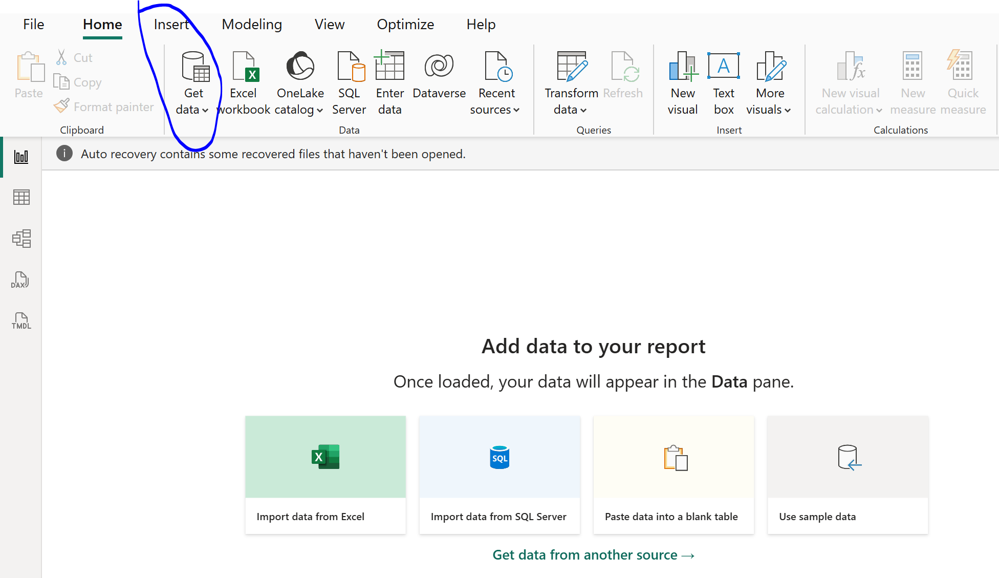 File Home Insert Modeling View Optimize Help
Paste
Cut
Copy
Format painter
Clipboard
Get
data
Excel
workbook
OneLake
catalog
SQL
Server
Enter
data
Dataverse
Recent
sources
Data
Transform
data
Refresh
Queries
New
visual
Text
box
More
visuals
Insert
New visual
calculation
New
measure
Quick
measure
Calculations
Auto recovery contains some recovered files that haven't been opened.
DAX
TMDL
Add data to your report
Once loaded, your data will appear in the Data pane.
SQL
Import data from Excel
Import data from SQL Server
Paste data into a blank table
Use sample data
Get data from another source →